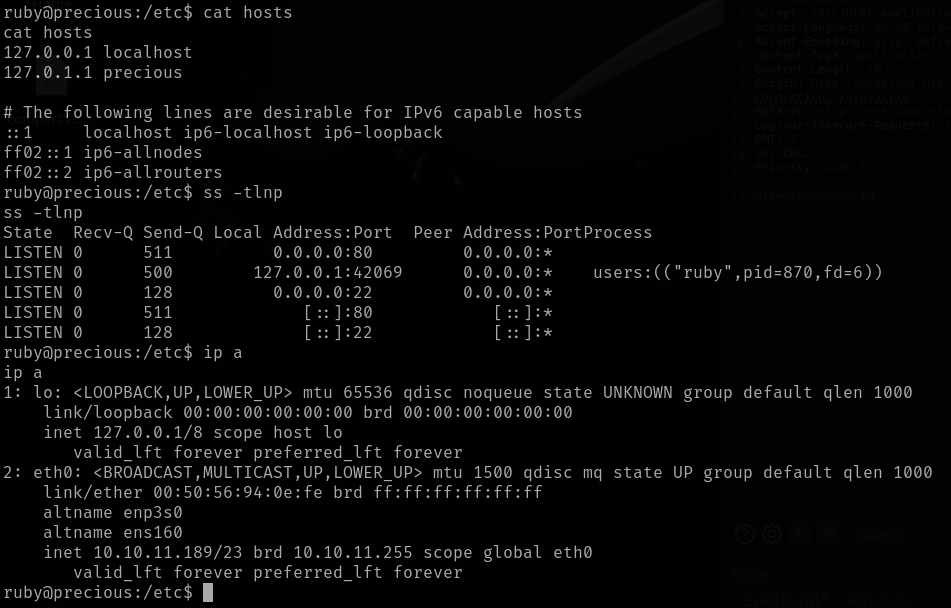 ruby@precious:/etc$ cat hosts
cat hosts
127.0.0.1 localhost
127.0.1.1 precious

# The following lines are desirable for IPv6 capable hosts
::1     localhost ip6-localhost ip6-loopback
ff02::1 ip6-allnodes
ff02::2 ip6-allrouters
ruby@precious:/etc$ ss -tlnp
ss -tlnp
State  Recv-Q Send-Q Local Address:Port  Peer Address:PortProcess
LISTEN 0      511          0.0.0.0:80         0.0.0.0:*
LISTEN 0      500        127.0.0.1:42069      0.0.0.0:*    users:(("ruby",pid=870,fd=6))
LISTEN 0      128          0.0.0.0:22         0.0.0.0:*
LISTEN 0      511             [::]:80            [::]:*
LISTEN 0      128             [::]:22            [::]:*
ruby@precious:/etc$ ip a
ip a
1: lo: <LOOPBACK,UP,LOWER_UP> mtu 65536 qdisc noqueue state UNKNOWN group default qlen 1000
    link/loopback 00:00:00:00:00:00 brd 00:00:00:00:00:00
    inet 127.0.0.1/8 scope host lo
       valid_lft forever preferred_lft forever
2: eth0: <BROADCAST,MULTICAST,UP,LOWER_UP> mtu 1500 qdisc mq state UP group default qlen 1000
    link/ether 00:50:56:94:0e:fe brd ff:ff:ff:ff:ff:ff
    altname enp3s0
    altname ens160
    inet 10.10.11.189/23 brd 10.10.11.255 scope global eth0
       valid_lft forever preferred_lft forever
ruby@precious:/etc$